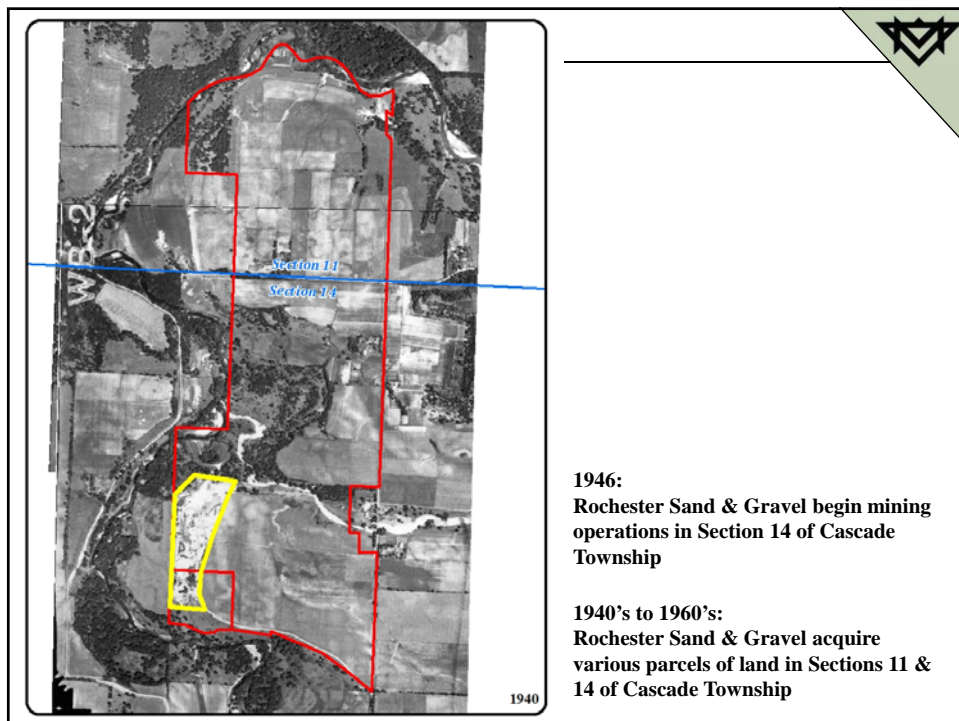 WB-2
Section 11
Section 14
1940
1946:
Rochester Sand & Gravel begin mining
operations in Section 14 of Cascade
Township
1940's to 1960's:
Rochester Sand & Gravel acquire
various parcels of land in Sections 11 &
14 of Cascade Township